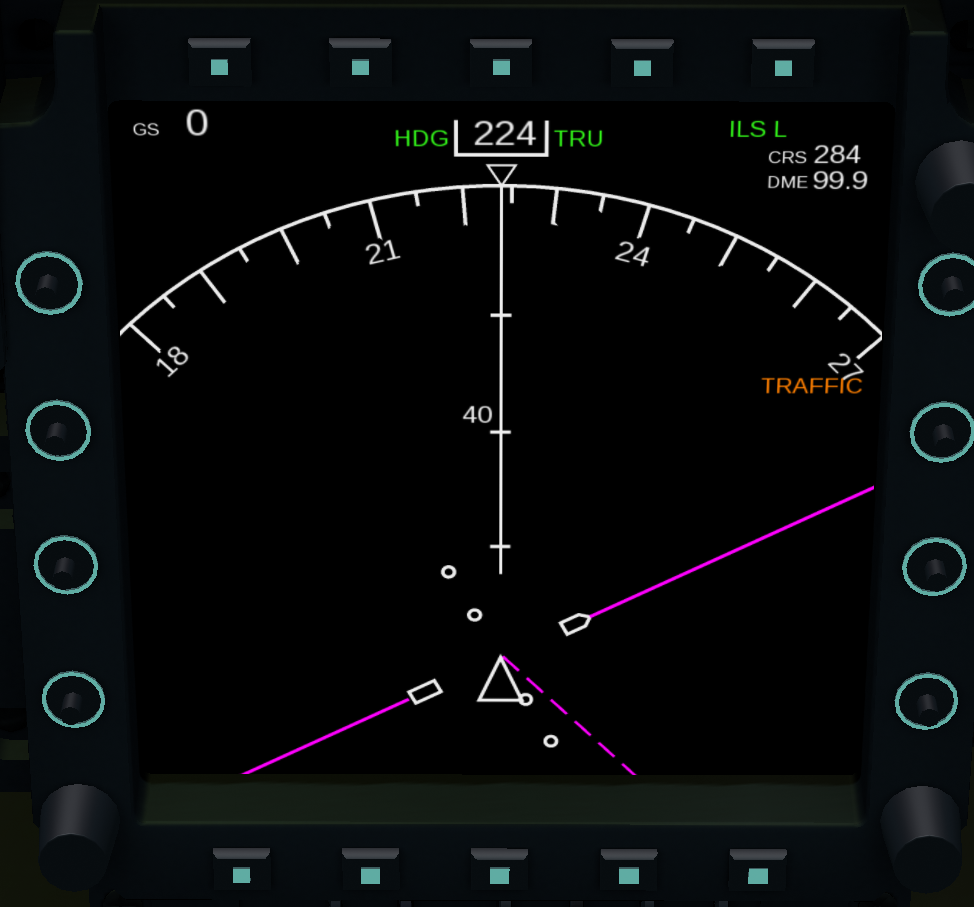 GS 0
HDG 224 TRU
ILS L
CRS 284
DME 99.9
21
24
18
27
TRAFFIC
40